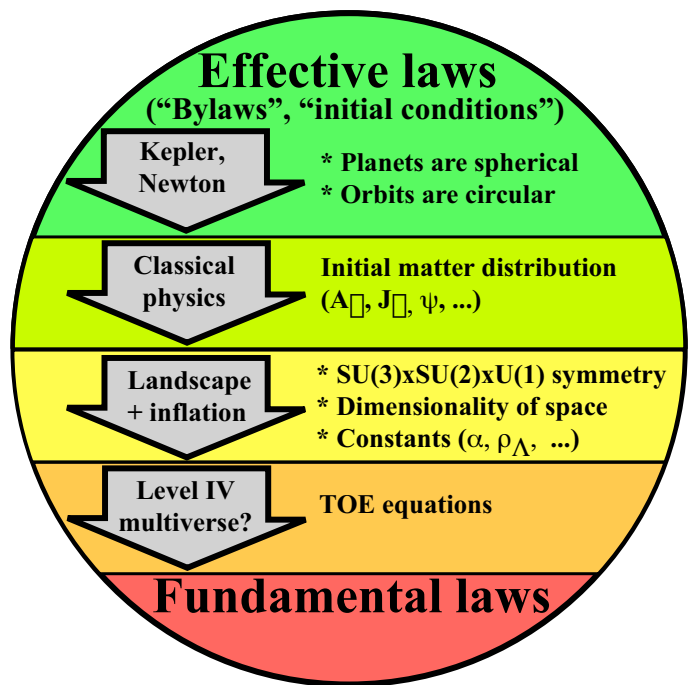 Effective laws
("Bylaws", "initial conditions")
Kepler,
Newton
* Planets are spherical
* Orbits are circular
Classical
physics
Initial matter distribution
(A▯, J▯, ψ, ...)
Landscape
+ inflation
* SU(3)xSU(2)xU(1) symmetry
* Dimensionality of space
* Constants (α, ρΛ, ...)
Level IV
multiverse?
TOE equations
Fundamental laws